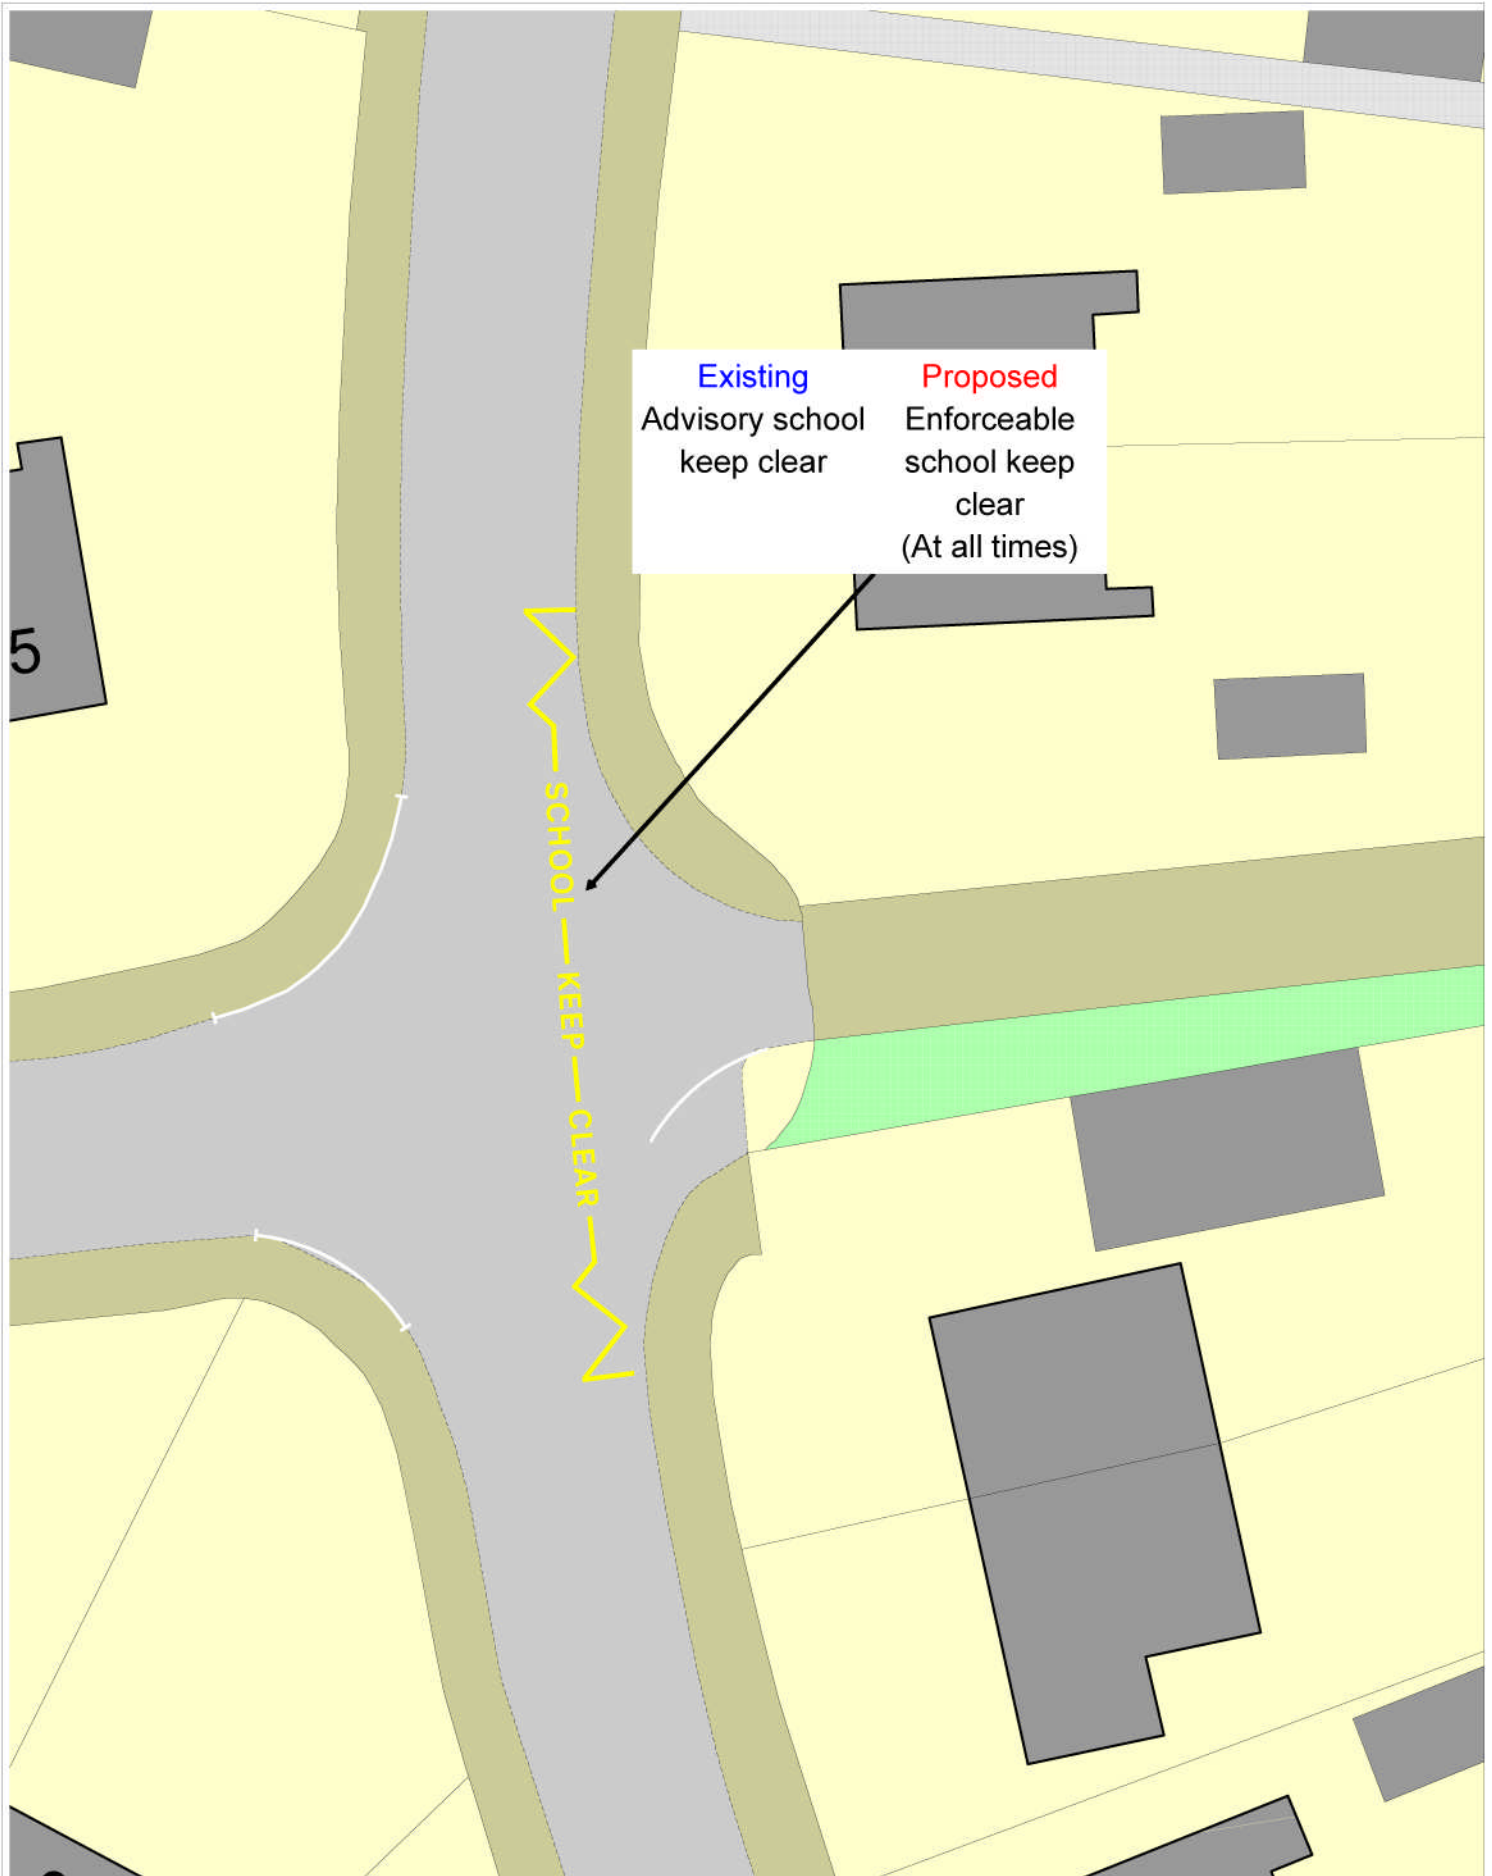 Existing
Advisory school
keep clear
Proposed
Enforceable
school keep
clear
(At all times)
5
SCHOOL KEEP CLEAR